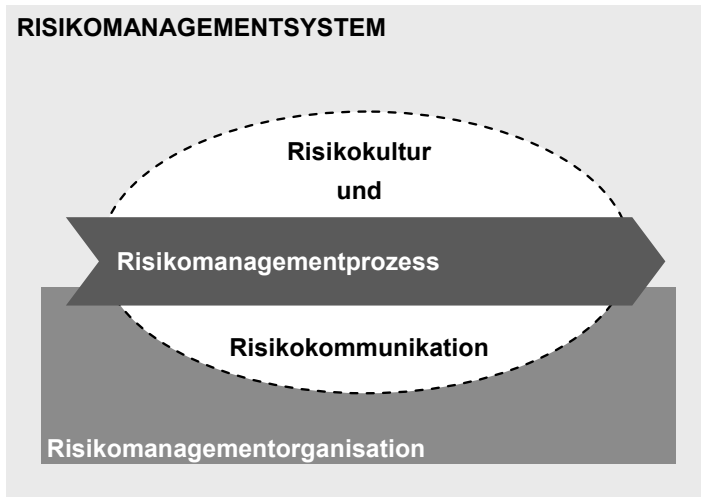 RISIKOMANAGEMENTSYSTEM
Risikokultur
und
Risikomanagementprozess
Risikokommunikation
Risikomanagementorganisation